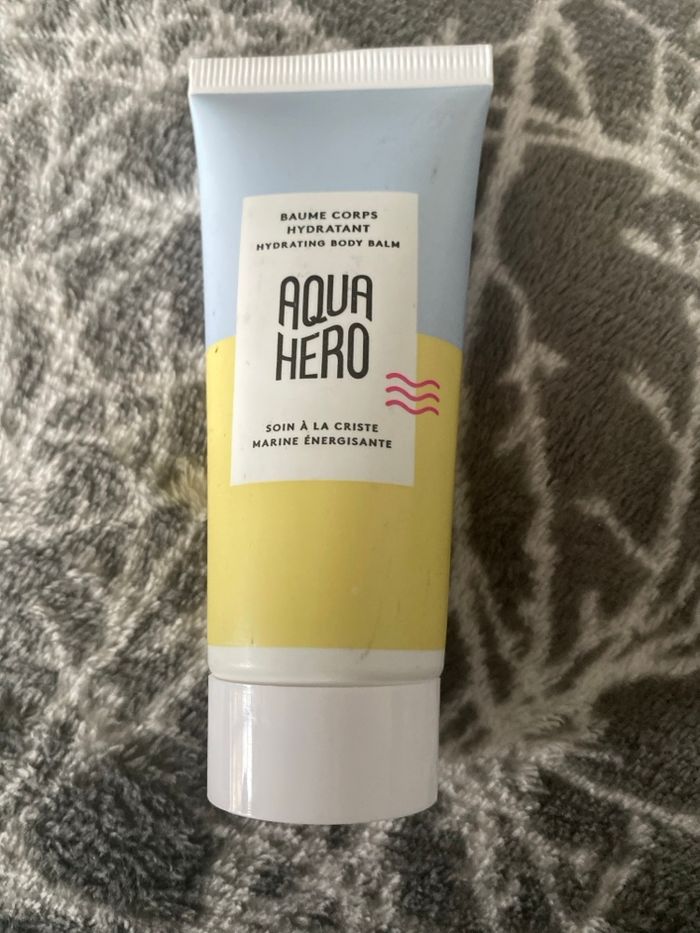 BAUME CORPS
HYDRATANT
HYDRATING BODY BALM
AQUA
HERO
SOIN À LA CRISTE
MARINE ÉNERGISANTE